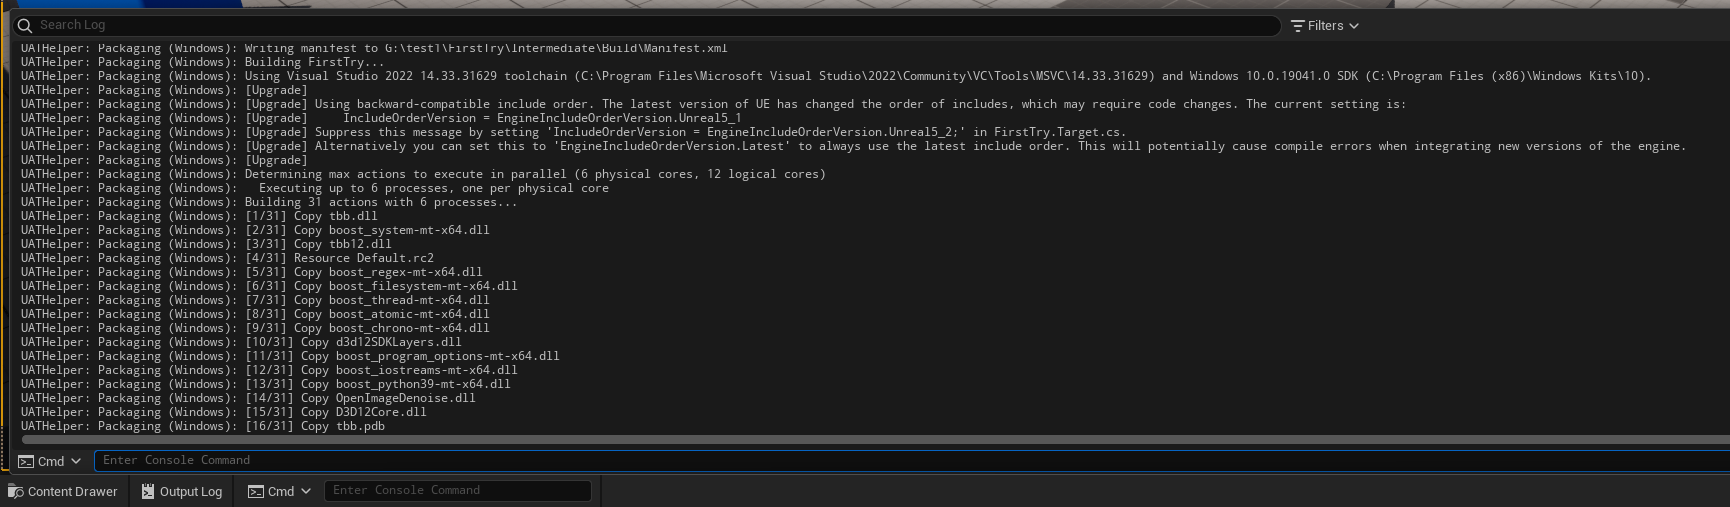 Search Log
Filters
UATHelper: Packaging (Windows): Writing manifest to G:\test1\FirstTry\Intermediate\Build\Manifest.xml
UATHelper: Packaging (Windows): Building FirstTry...
UATHelper: Packaging (Windows): Using Visual Studio 2022 14.33.31629 toolchain (C:\Program Files\Microsoft Visual Studio\2022\Community\VC\Tools\MSVC\14.33.31629) and Windows 10.0.19041.0 SDK (C:\Program Files (x86)\Windows Kits\10).
UATHelper: Packaging (Windows): [Upgrade]
UATHelper: Packaging (Windows): [Upgrade] Using backward-compatible include order. The latest version of UE has changed the order of includes, which may require code changes. The current setting is:
UATHelper: Packaging (Windows): [Upgrade]     IncludeOrderVersion = EngineIncludeOrderVersion.Unreal5_1
UATHelper: Packaging (Windows): [Upgrade] Suppress this message by setting 'IncludeOrderVersion = EngineIncludeOrderVersion.Unreal5_2;' in FirstTry.Target.cs.
UATHelper: Packaging (Windows): [Upgrade] Alternatively you can set this to 'EngineIncludeOrderVersion.Latest' to always use the latest include order. This will potentially cause compile errors when integrating new versions of the engine.
UATHelper: Packaging (Windows): [Upgrade]
UATHelper: Packaging (Windows): Determining max actions to execute in parallel (6 physical cores, 12 logical cores)
UATHelper: Packaging (Windows):   Executing up to 6 processes, one per physical core
UATHelper: Packaging (Windows): Building 31 actions with 6 processes...
UATHelper: Packaging (Windows): [1/31] Copy tbb.dll
UATHelper: Packaging (Windows): [2/31] Copy boost_system-mt-x64.dll
UATHelper: Packaging (Windows): [3/31] Copy tbb12.dll
UATHelper: Packaging (Windows): [4/31] Resource Default.rc2
UATHelper: Packaging (Windows): [5/31] Copy boost_regex-mt-x64.dll
UATHelper: Packaging (Windows): [6/31] Copy boost_filesystem-mt-x64.dll
UATHelper: Packaging (Windows): [7/31] Copy boost_thread-mt-x64.dll
UATHelper: Packaging (Windows): [8/31] Copy boost_atomic-mt-x64.dll
UATHelper: Packaging (Windows): [9/31] Copy boost_chrono-mt-x64.dll
UATHelper: Packaging (Windows): [10/31] Copy d3d12SDKLayers.dll
UATHelper: Packaging (Windows): [11/31] Copy boost_program_options-mt-x64.dll
UATHelper: Packaging (Windows): [12/31] Copy boost_iostreams-mt-x64.dll
UATHelper: Packaging (Windows): [13/31] Copy boost_python39-mt-x64.dll
UATHelper: Packaging (Windows): [14/31] Copy OpenImageDenoise.dll
UATHelper: Packaging (Windows): [15/31] Copy D3D12Core.dll
UATHelper: Packaging (Windows): [16/31] Copy tbb.pdb
Cmd
Enter Console Command
Content Drawer
Output Log
Cmd
Enter Console Command